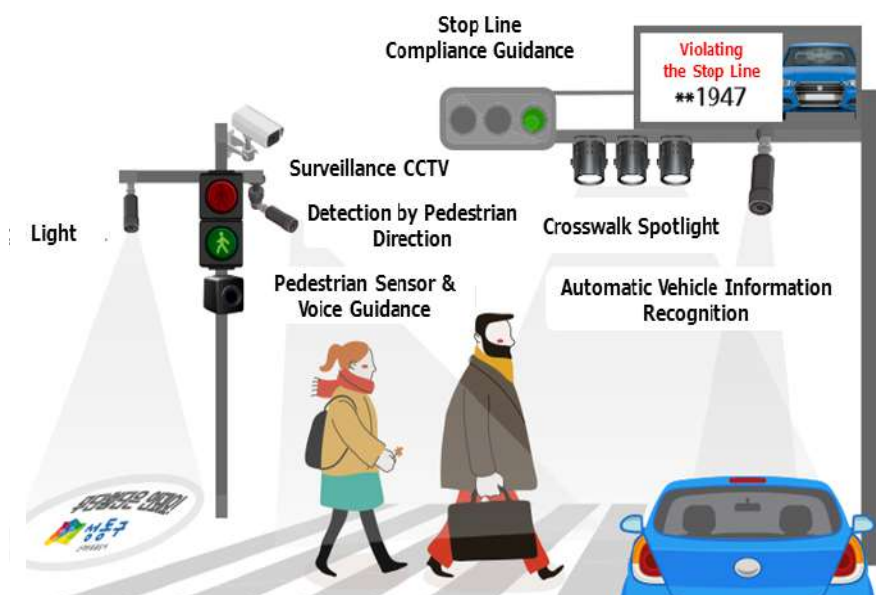 Stop Line
Compliance Guidance
Violating
the Stop Line
**1947
Surveillance CCTV
Light
Detection by Pedestrian
Direction
Crosswalk Spotlight
Pedestrian Sensor &
Voice Guidance
Automatic Vehicle Information
Recognition
성동구